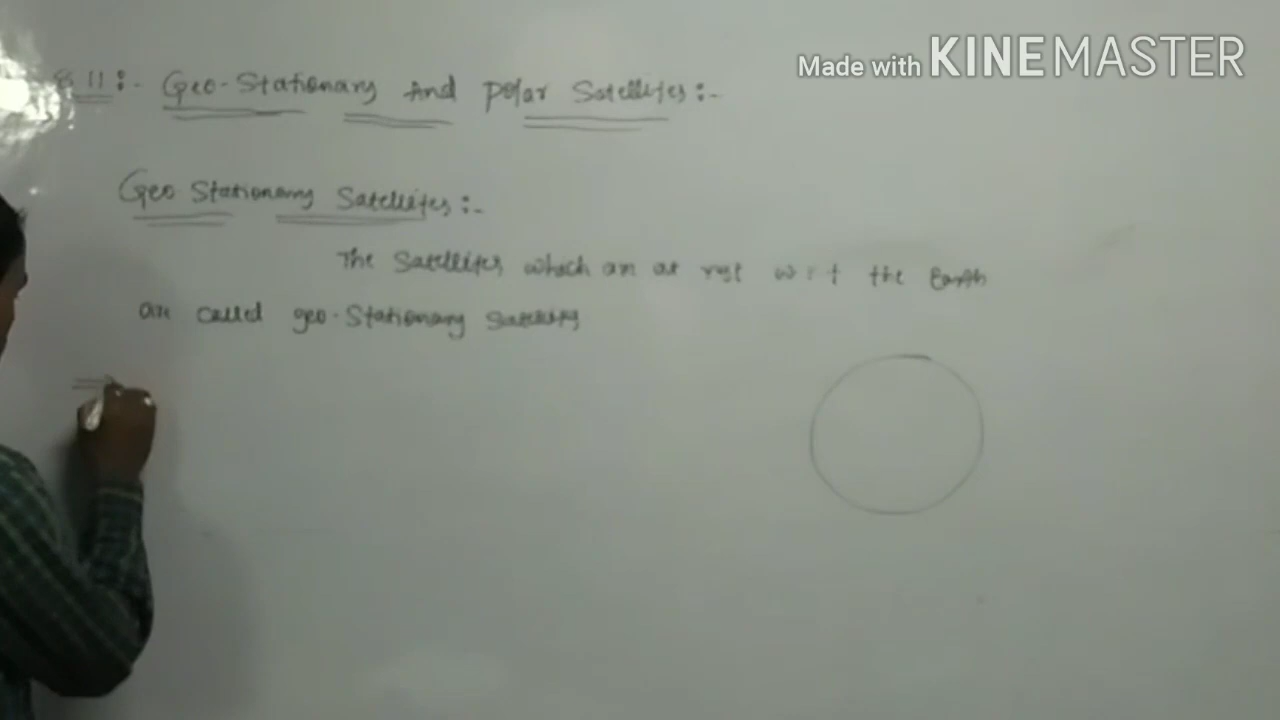 Made with KINEMASTER
8.11:- Geo-Stationary And Polar Satellites:-
Geo Stationary Satellites:-
The Satellites which are at rest w.r.t the Earth
are called geo-Stationary Satellites